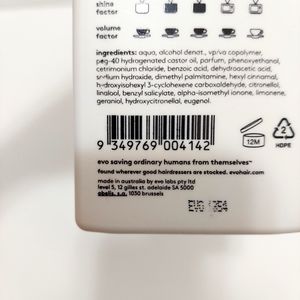 shine
factor
volume
factor
ingredients: aqua, alcohol denat., vp/va copolymer,
peg-40 hydrogenated castor oil, parfum, phenoxyethanol,
cetrimonium chloride, benzoic acid, dehydroacetic acid,
sodium hydroxide, dimethyl palmitamine, hexyl cinnamal,
hydroxyisohexyl 3-cyclohexene carboxaldehyde, citronellol,
linalool, benzyl salicylate, alpha-isomethyl ionone, limonene,
geraniol, hydroxycitronellal, eugenol.
9 349769 004142
12M
2
HDPE
evo saving ordinary humans from themselves™
found wherever good hairdressers are stocked. evohair.com
made in australia by evo labs pty ltd
level 5, 12 gilles st. adelaide SA 5000
obelis, s.a. 1030 brussels
EVO 1354